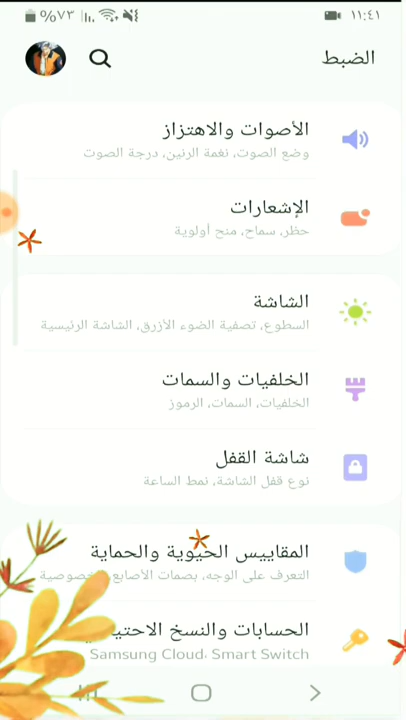 ١١:٤١
%٧٣
الضبط
الأصوات والاهتزاز
وضع الصوت، نغمة الرنين، درجة الصوت
الإشعارات
حظر، سماح، منح أولوية
الشاشة
السطوع، تصفية الضوء الأزرق، الشاشة الرئيسية
الخلفيات والسمات
الخلفيات، السمات، الرموز
شاشة القفل
نوع قفل الشاشة، نمط الساعة
المقاييس الحيوية والحماية
التعرف على الوجه، بصمات الأصابع،
الحسابات والنسخ
Samsung Cloud، Smart Switch